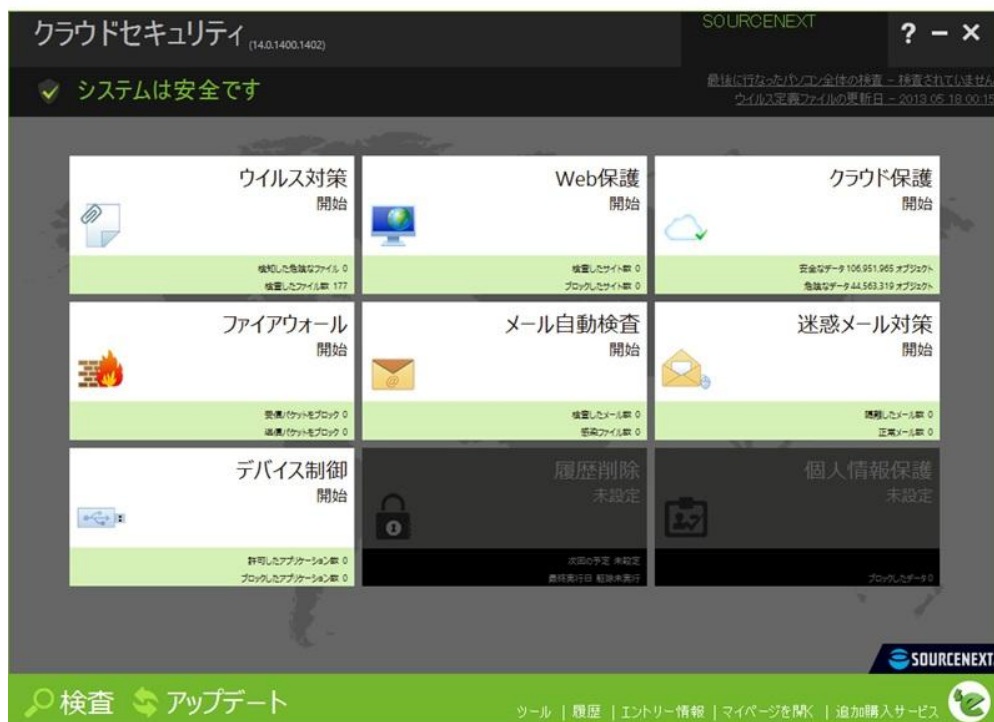 クラウドセキュリティ (14.0.1400.1402)
SOURCENEXT
? − ×
システムは安全です
最後に行なったパソコン全体の検査 − 検査されていません
ウイルス定義ファイルの更新日 − 2013.05.18 00:15
ウイルス対策
開始
検知した危険なファイル 0
検査したファイル数 177
Web保護
開始
検査したサイト数 0
ブロックしたサイト数 0
クラウド保護
開始
安全なデータ 106,951,965 オブジェクト
危険なデータ 44,563,319 オブジェクト
ファイアウォール
開始
受信パケットをブロック 0
送信パケットをブロック 0
メール自動検査
開始
検査したメール数 0
感染ファイル数 0
迷惑メール対策
開始
隔離したメール数 0
正常メール数 0
デバイス制御
開始
許可したアプリケーション数 0
ブロックしたアプリケーション数 0
履歴削除
未設定
次回の予定 未設定
最終実行日 駆除未実行
個人情報保護
未設定
ブロックしたデータ 0
SOURCENEXT
検査
アップデート
ツール | 履歴 | エントリー情報 | マイページを開く | 追加購入サービス